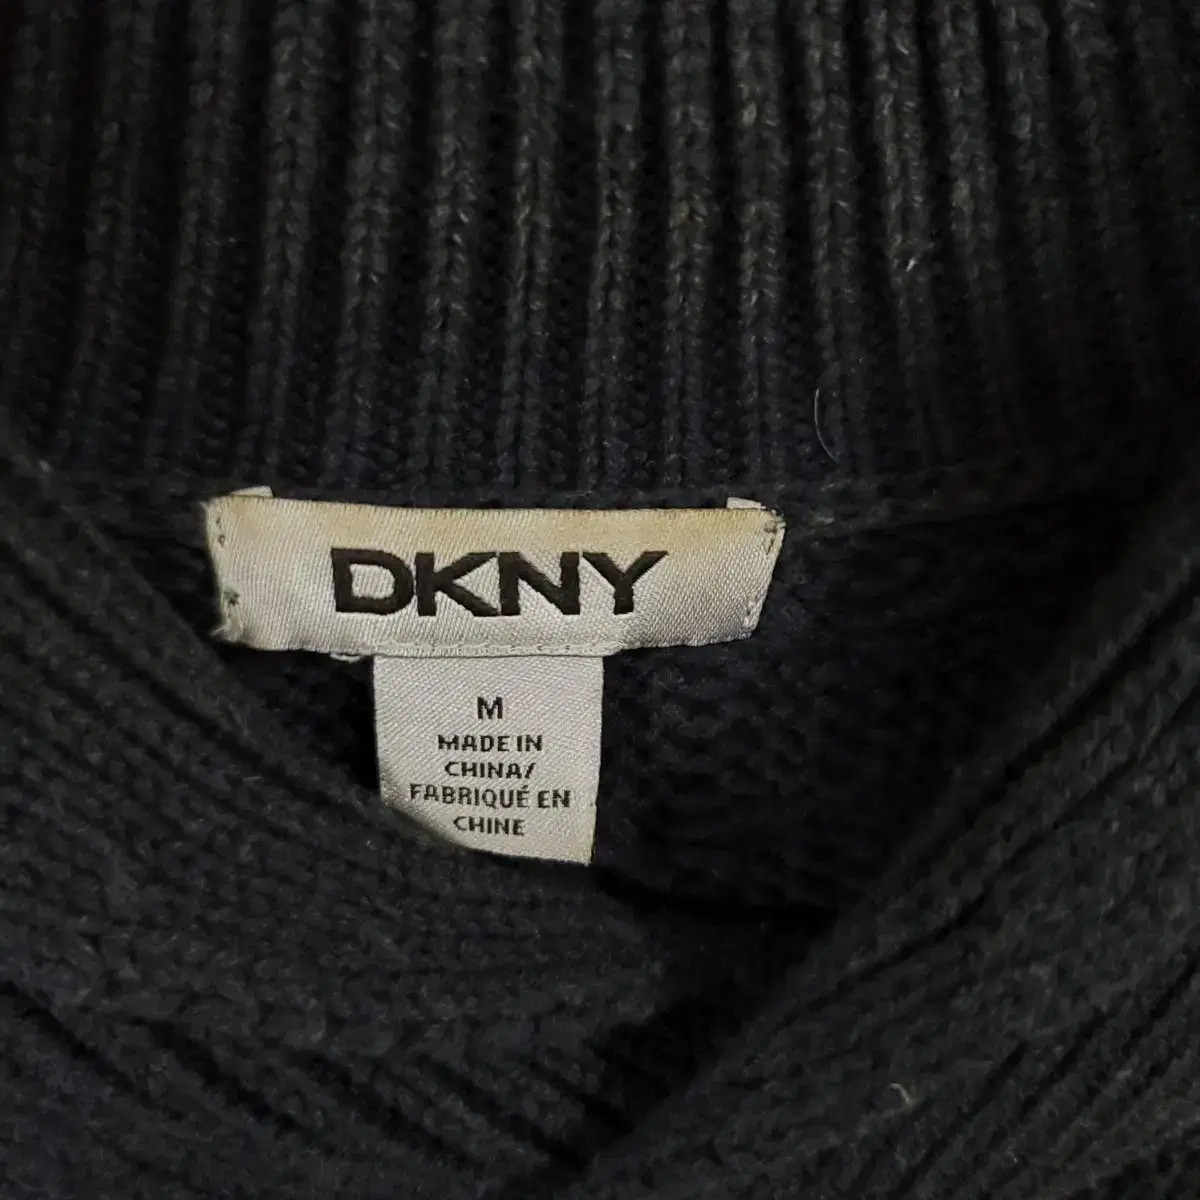 DKNY
M
MADE IN
CHINA/
FABRIQUÉ EN
CHINE